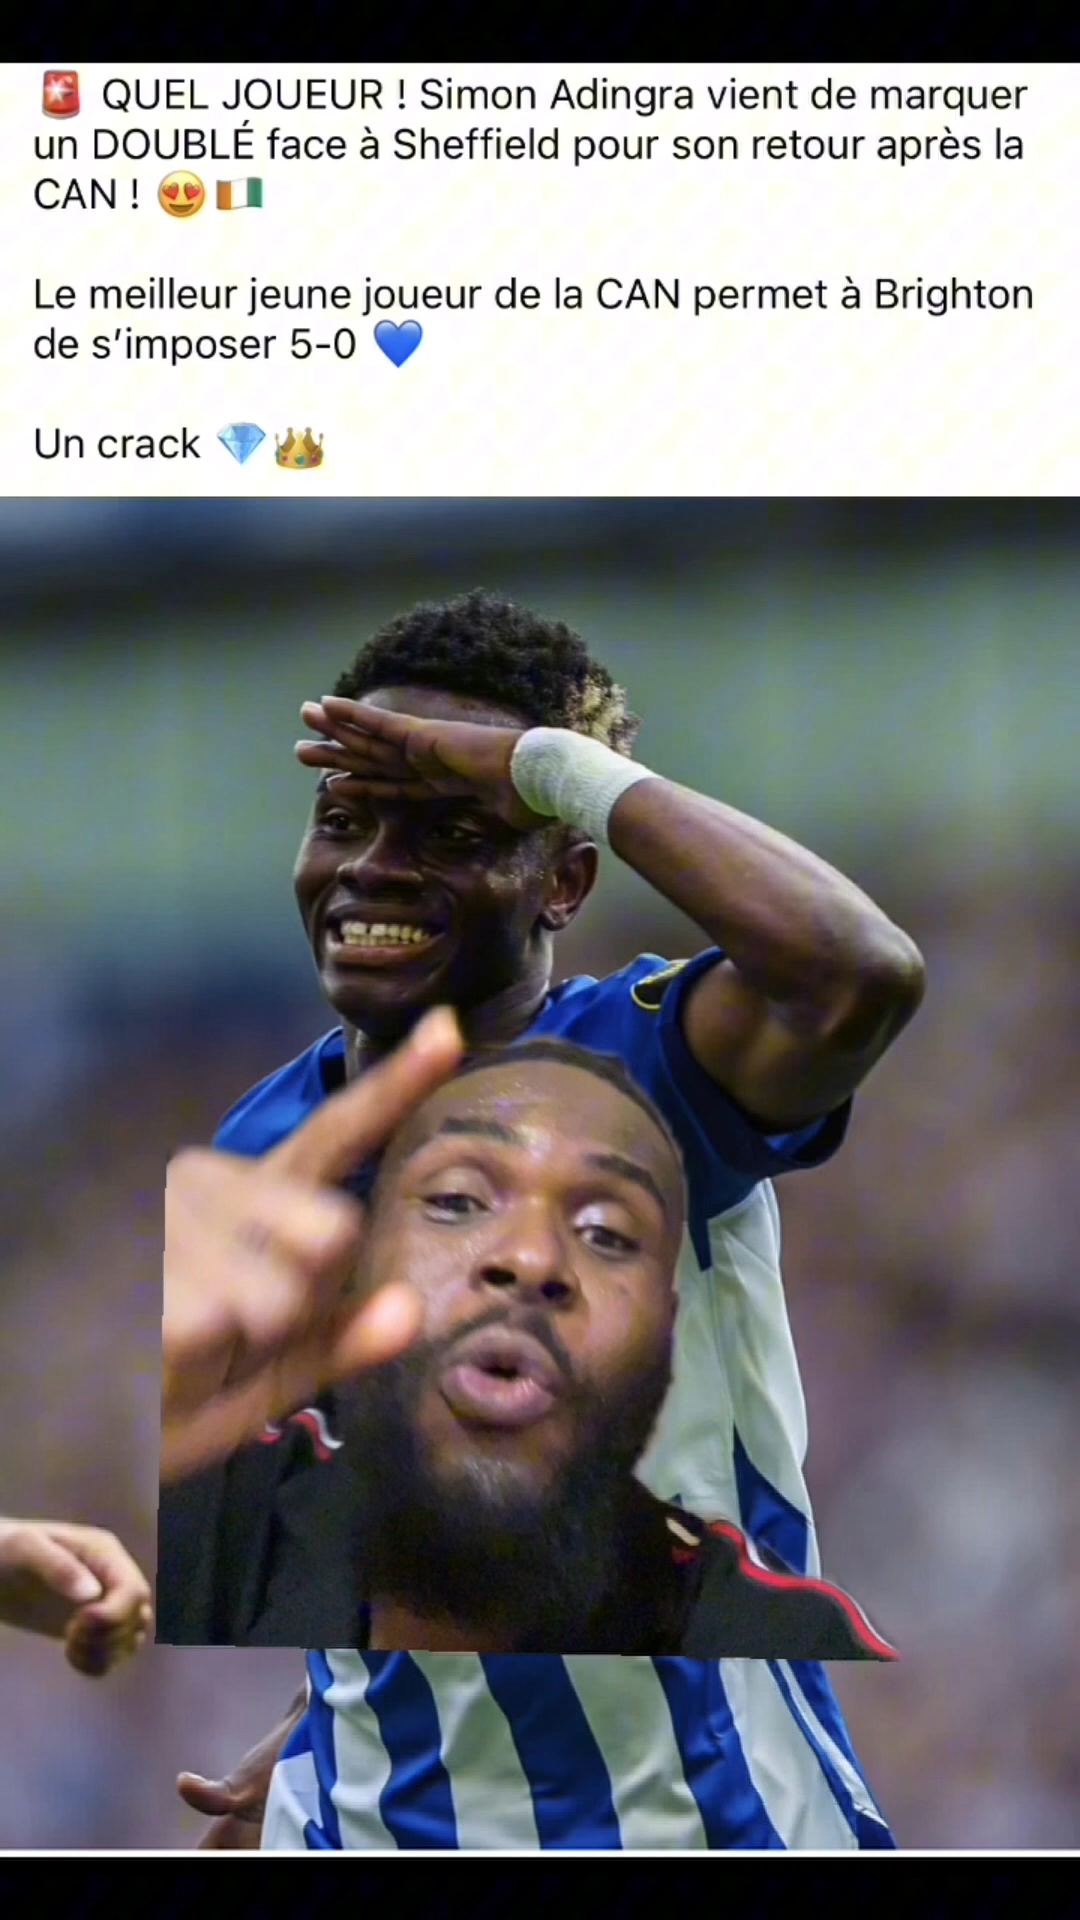 🚨 QUEL JOUEUR ! Simon Adingra vient de marquer
un DOUBLÉ face à Sheffield pour son retour après la
CAN ! 😍🇨🇮
Le meilleur jeune joueur de la CAN permet à Brighton
de s’imposer 5-0 💙
Un crack 💎👑